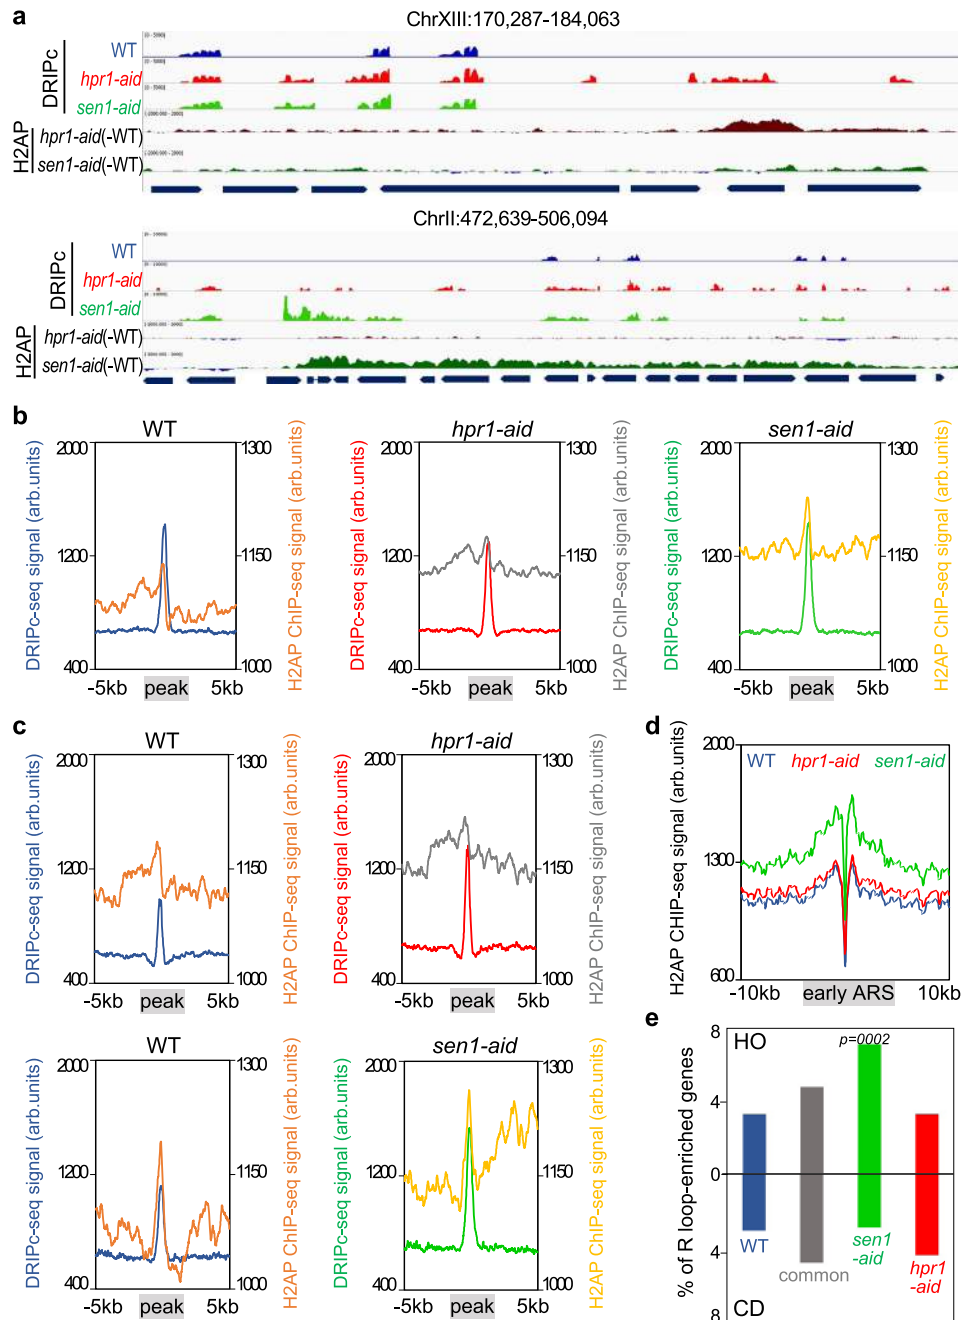 a
ChrXIII:170,287-184,063
DRIPc
WT
hpr1-aid
sen1-aid
H2AP
hpr1-aid(-WT)
sen1-aid(-WT)
ChrII:472,639-506,094
DRIPc
WT
hpr1-aid
sen1-aid
H2AP
hpr1-aid(-WT)
sen1-aid(-WT)
b
WT
DRIPc-seq signal (arb.units)
2000
1200
400
1300
1150
1000
H2AP ChIP-seq signal (arb.units)
-5kb peak 5kb
hpr1-aid
DRIPc-seq signal (arb.units)
2000
1200
400
1300
1150
1000
H2AP ChIP-seq signal (arb.units)
-5kb peak 5kb
sen1-aid
DRIPc-seq signal (arb.units)
2000
1200
400
1300
1150
1000
H2AP ChIP-seq signal (arb.units)
-5kb peak 5kb
c
WT
DRIPc-seq signal (arb.units)
2000
1200
400
1300
1150
1000
H2AP ChIP-seq signal (arb.units)
-5kb peak 5kb
hpr1-aid
DRIPc-seq signal (arb.units)
2000
1200
400
1300
1150
1000
H2AP ChIP-seq signal (arb.units)
-5kb peak 5kb
WT
DRIPc-seq signal (arb.units)
2000
1200
400
1300
1150
1000
H2AP ChIP-seq signal (arb.units)
-5kb peak 5kb
sen1-aid
DRIPc-seq signal (arb.units)
2000
1200
400
1300
1150
1000
H2AP ChIP-seq signal (arb.units)
-5kb peak 5kb
d
H2AP CHIP-seq signal (arb.units)
2000
1300
600
WT hpr1-aid sen1-aid
-10kb early ARS 10kb
e
% of R loop-enriched genes
8
4
0
4
8
HO
p=0002
WT
common
sen1
-aid
hpr1
-aid
CD